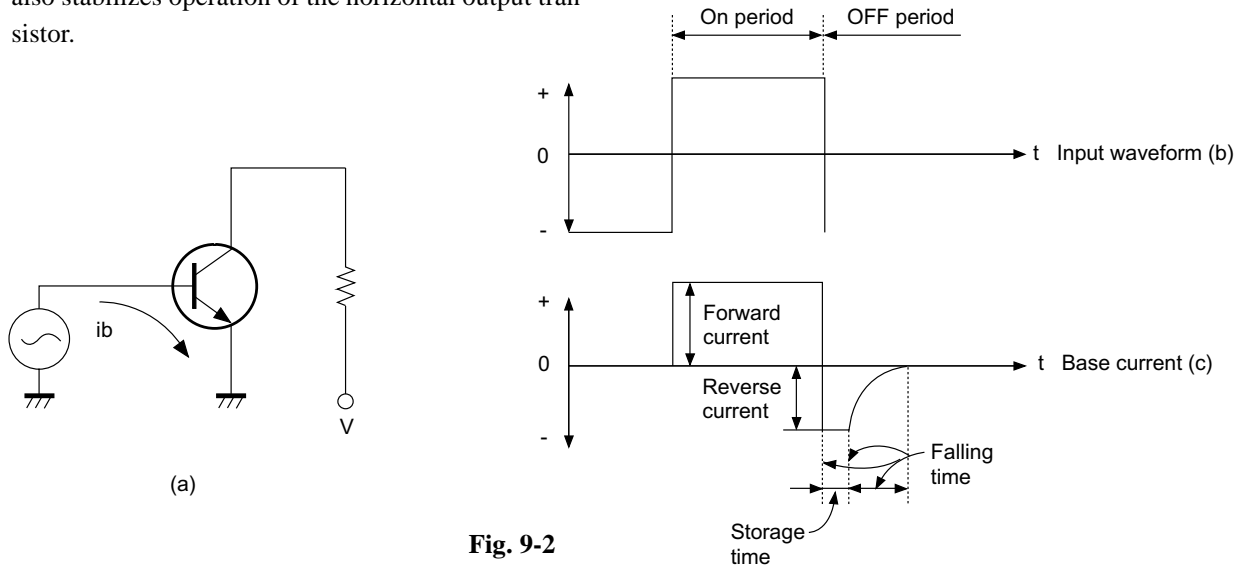 also stabilizes operation of the horizontal output tran
sistor.
On period
OFF period
+
0
-
t Input waveform (b)
ib
V
(a)
+
Forward
current
0
t Base current (c)
Reverse
current
-
Falling
time
Storage
time
Fig. 9-2